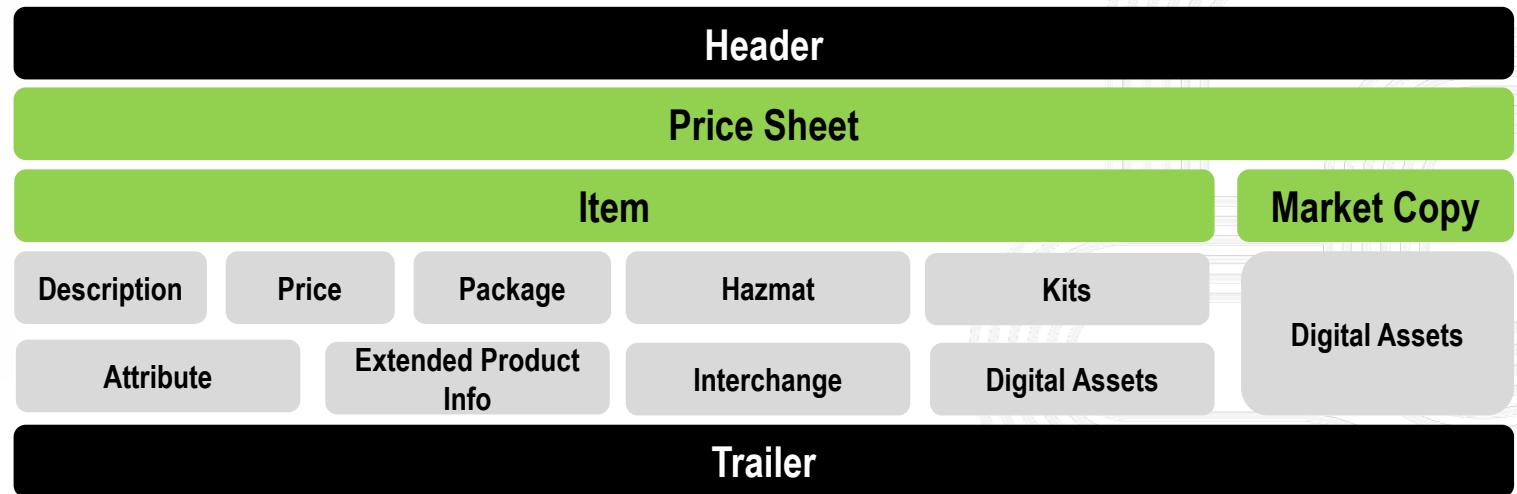 Header
Price Sheet
Item
Market Copy
Description
Price
Package
Hazmat
Kits
Digital Assets
Attribute
Extended Product
Info
Interchange
Digital Assets
Trailer